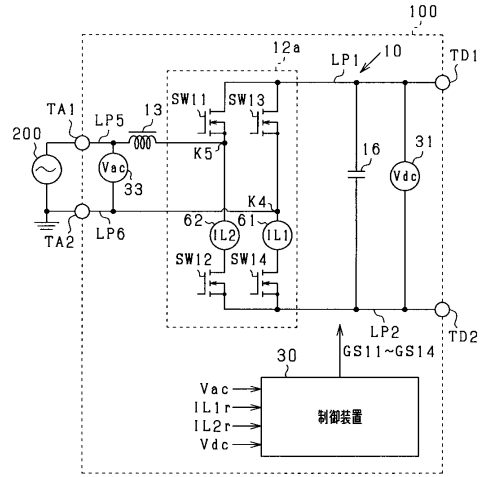 100
12a
10
TD1
LP1
SW11
SW13
TA1
LP5
13
K5
200
Vac
33
16
31
Vdc
K4
62
61
IL2
IL1
TA2
LP6
SW12
SW14
LP2
TD2
GS11~GS14
30
Vac
IL1r
IL2r
Vdc
制御装置